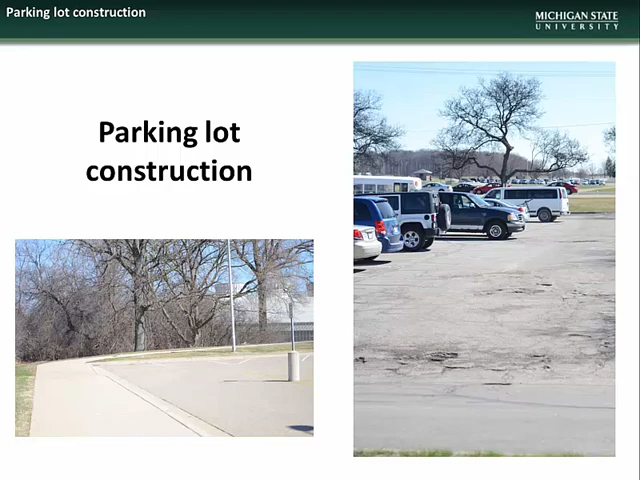 Parking lot construction
MICHIGAN STATE
UNIVERSITY
Parking lot
construction